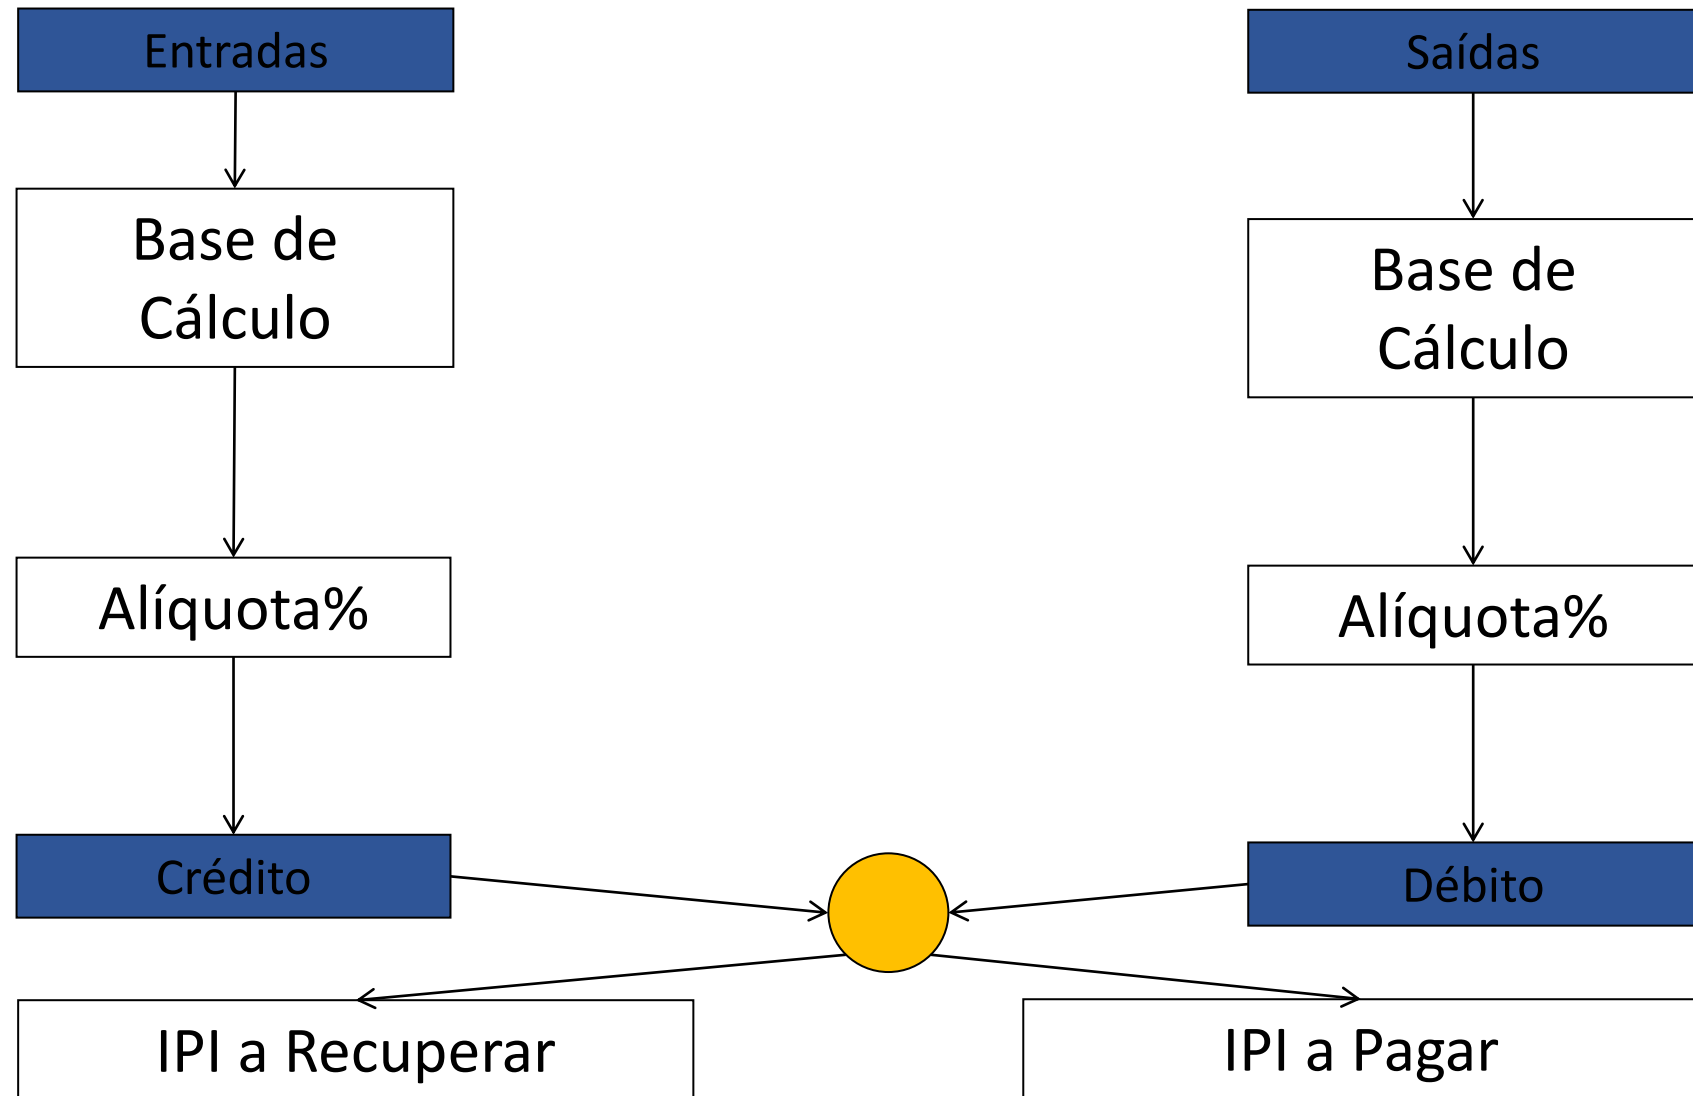 Entradas
Saídas
Base de
Cálculo
Base de
Cálculo
Alíquota%
Alíquota%
Crédito
Débito
IPI a Recuperar
IPI a Pagar